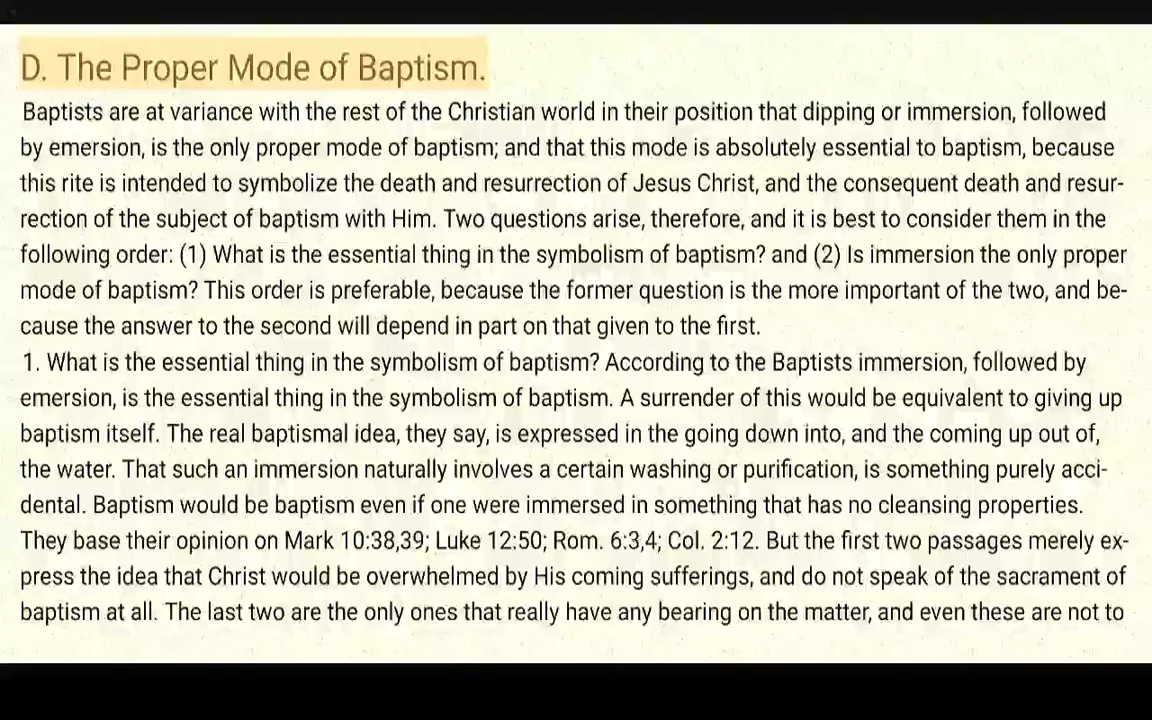 D. The Proper Mode of Baptism.
Baptists are at variance with the rest of the Christian world in their position that dipping or immersion, followed
by emersion, is the only proper mode of baptism; and that this mode is absolutely essential to baptism, because
this rite is intended to symbolize the death and resurrection of Jesus Christ, and the consequent death and resur-
rection of the subject of baptism with Him. Two questions arise, therefore, and it is best to consider them in the
following order: (1) What is the essential thing in the symbolism of baptism? and (2) Is immersion the only proper
mode of baptism? This order is preferable, because the former question is the more important of the two, and be-
cause the answer to the second will depend in part on that given to the first.
1. What is the essential thing in the symbolism of baptism? According to the Baptists immersion, followed by
emersion, is the essential thing in the symbolism of baptism. A surrender of this would be equivalent to giving up
baptism itself. The real baptismal idea, they say, is expressed in the going down into, and the coming up out of,
the water. That such an immersion naturally involves a certain washing or purification, is something purely acci-
dental. Baptism would be baptism even if one were immersed in something that has no cleansing properties.
They base their opinion on Mark 10:38,39; Luke 12:50; Rom. 6:3,4; Col. 2:12. But the first two passages merely ex-
press the idea that Christ would be overwhelmed by His coming sufferings, and do not speak of the sacrament of
baptism at all. The last two are the only ones that really have any bearing on the matter, and even these are not to